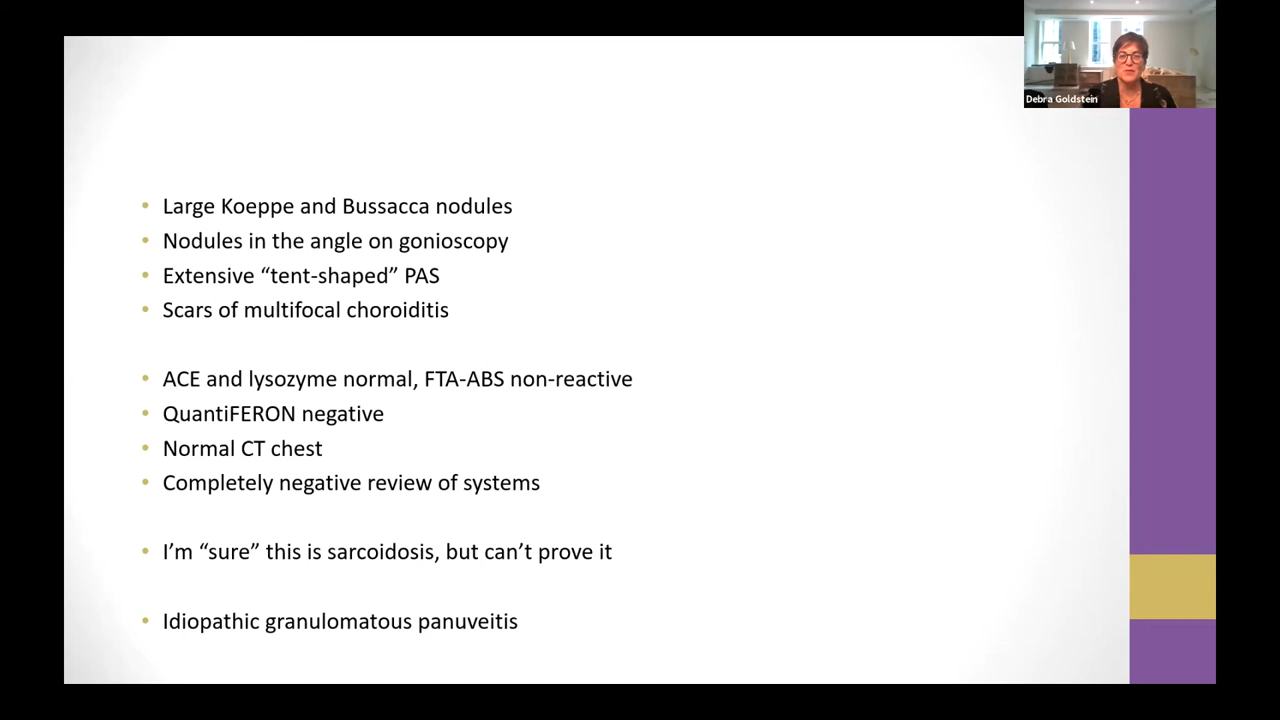 Debra Goldstein
• Large Koeppe and Bussacca nodules
• Nodules in the angle on gonioscopy
• Extensive “tent-shaped” PAS
• Scars of multifocal choroiditis
• ACE and lysozyme normal, FTA-ABS non-reactive
• QuantiFERON negative
• Normal CT chest
• Completely negative review of systems
• I’m “sure” this is sarcoidosis, but can’t prove it
• Idiopathic granulomatous panuveitis